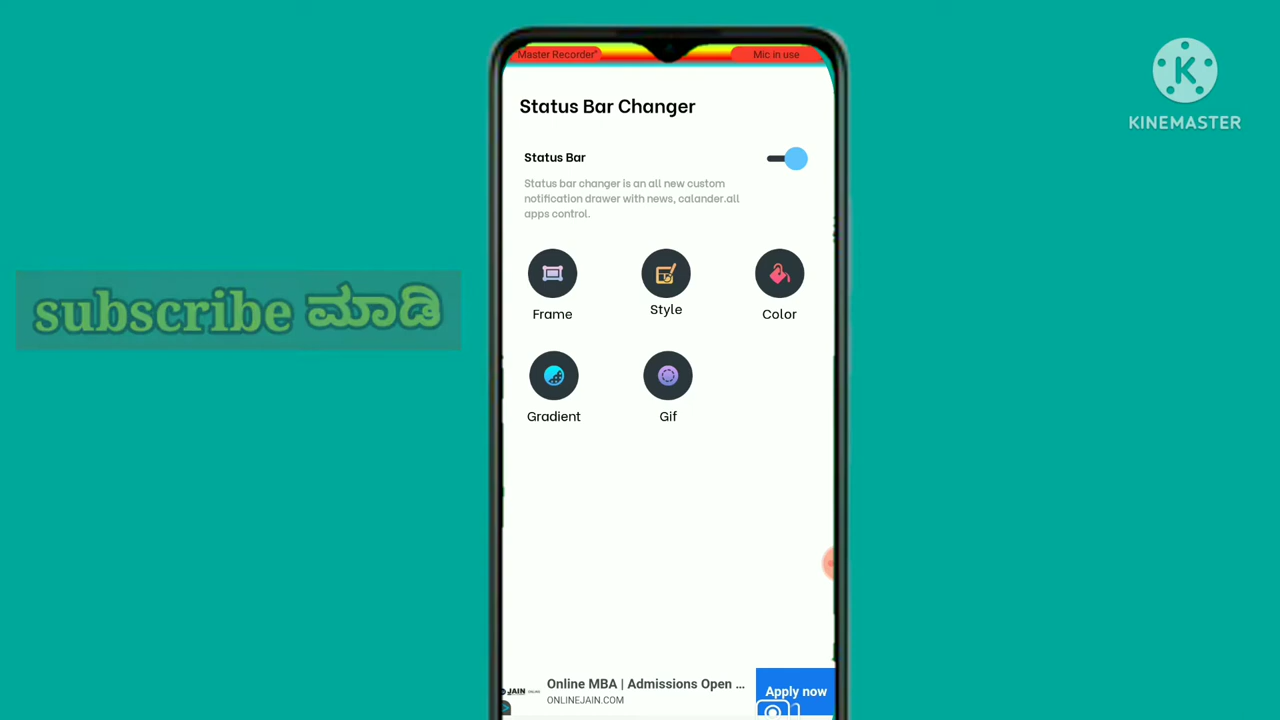 Master Recorder"
Mic in use
KINEMASTER
Status Bar Changer
Status Bar
Status bar changer is an all new custom
notification drawer with news, calander.all
apps control.
subscribe ಮಾಡಿ
Frame
Style
Color
Gradient
Gif
JAIN
Online MBA | Admissions Open ...
ONLINEJAIN.COM
Apply now